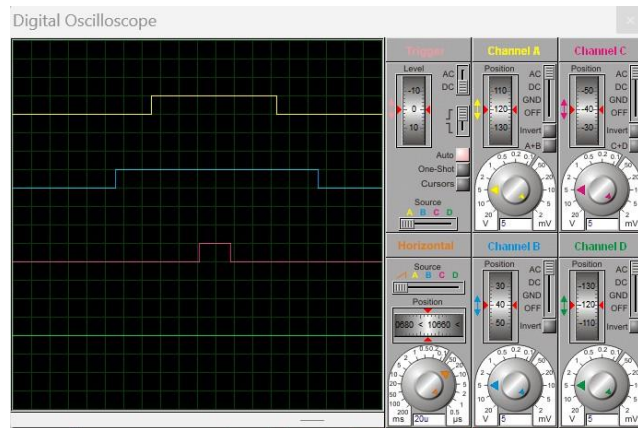 Digital Oscilloscope
Trigger
Level
AC
DC
-10
0
10
Auto
One-Shot
Cursors
Source
A B C D
Channel A
Position
AC
DC
GND
OFF
110
120
130
Invert
A+B
V 5 mV
Channel C
Position
AC
DC
GND
OFF
-50
-40
-30
Invert
C+D
V 5 mV
Horizontal
Source
A B C D
Position
0680 < 10660 <
ms 20u µs
Channel B
Position
AC
DC
GND
OFF
30
40
50
Invert
V 5 mV
Channel D
Position
AC
DC
GND
OFF
-130
-120
-110
Invert
V 5 mV